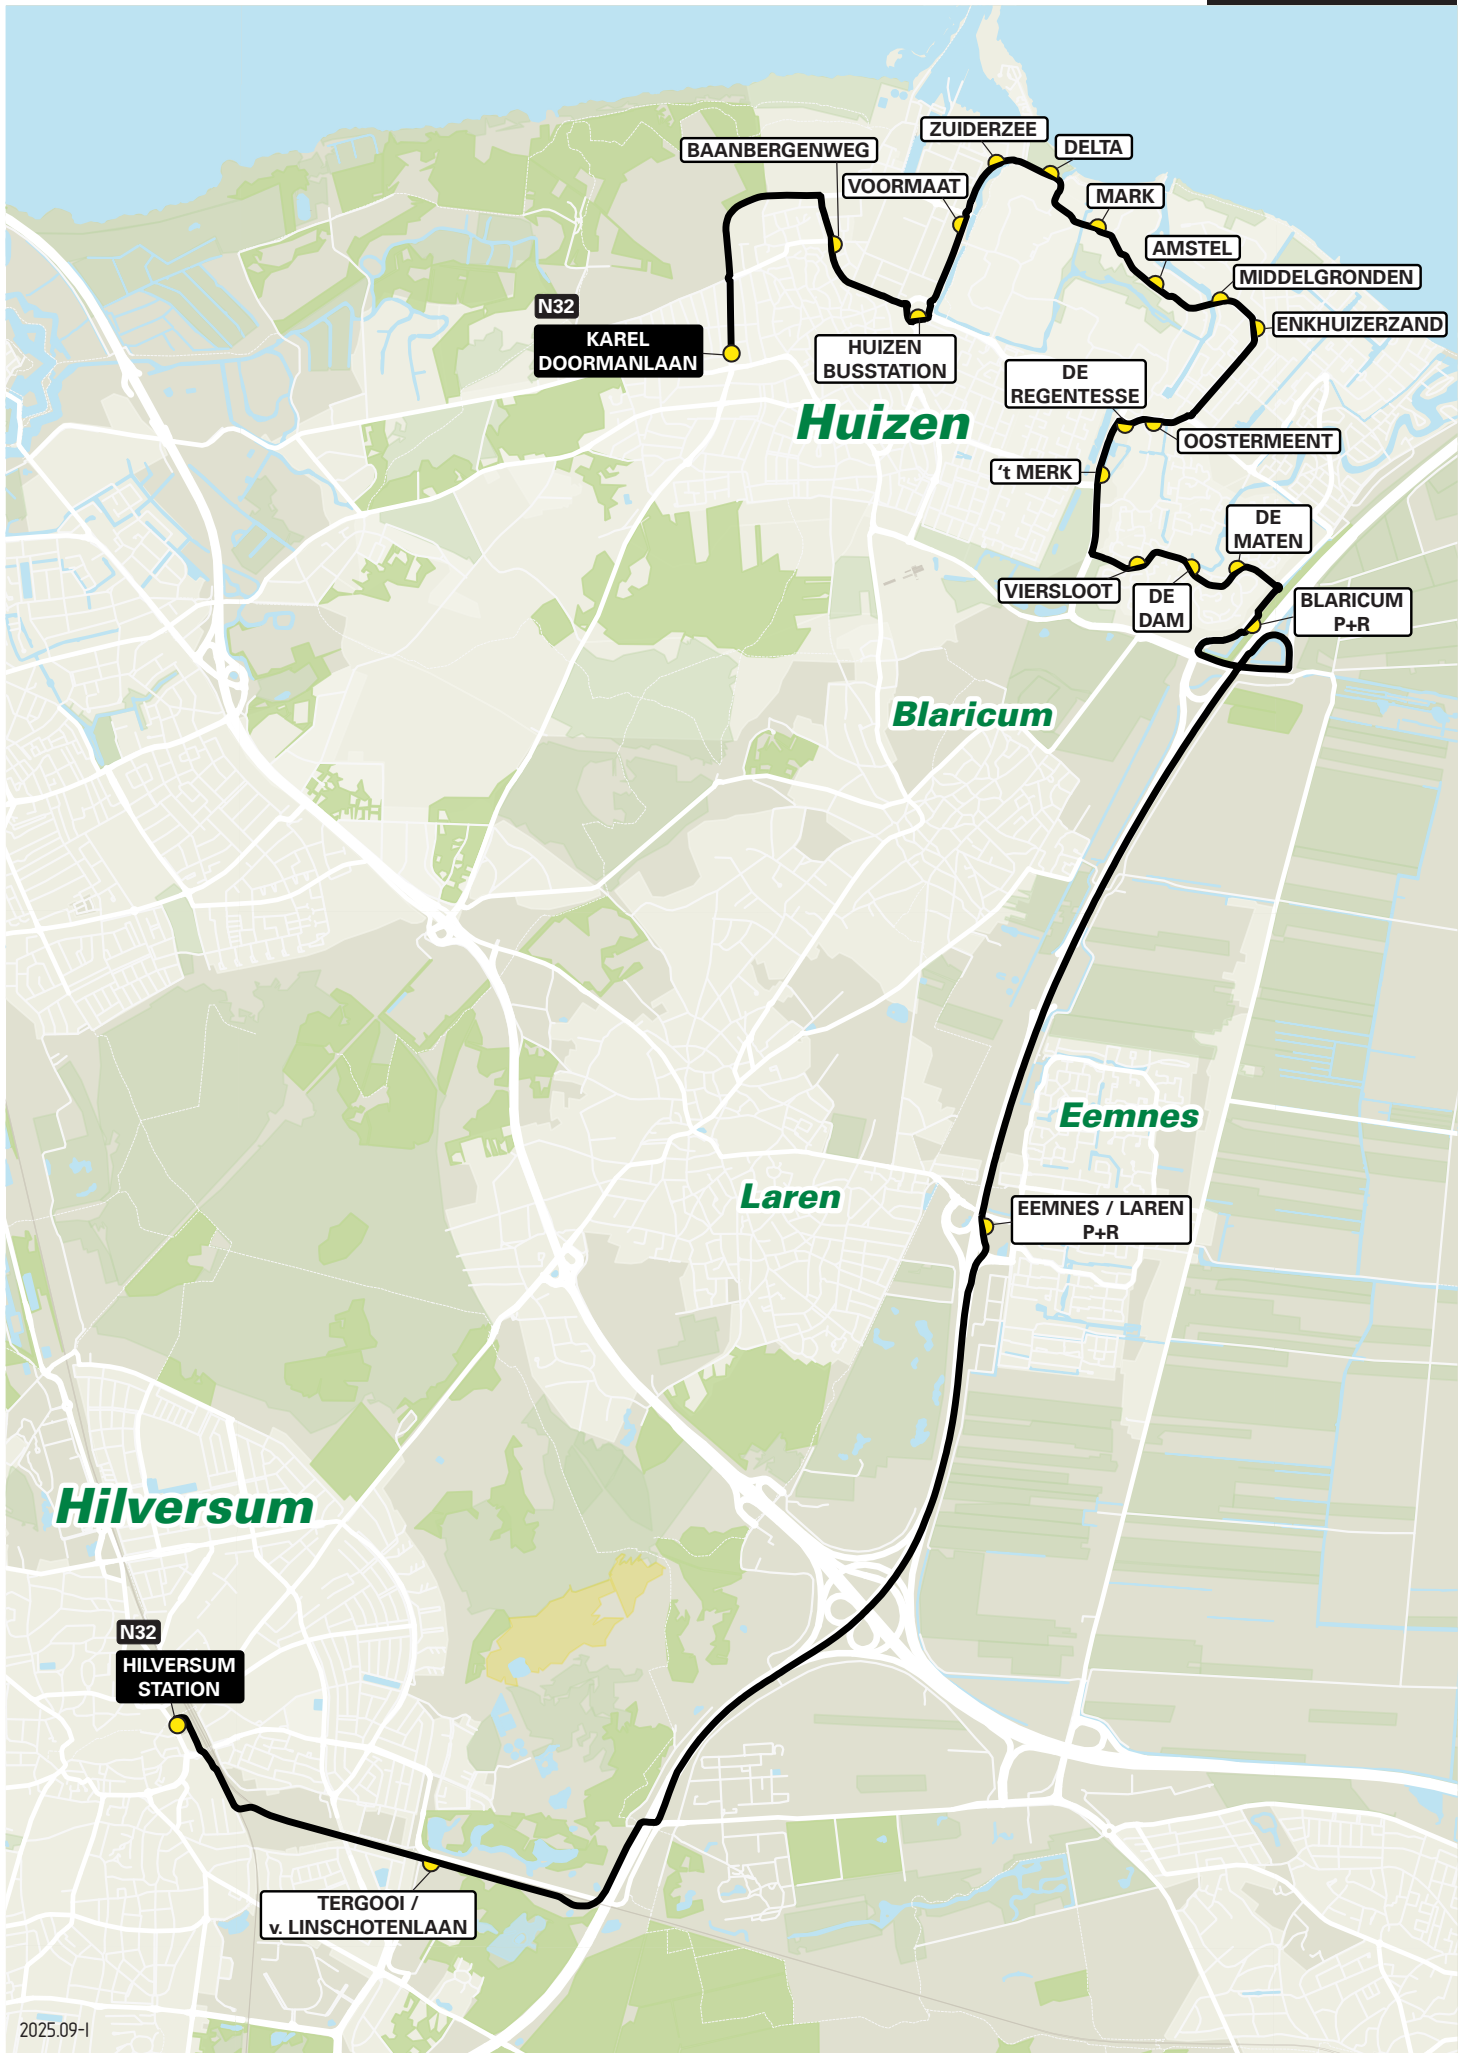 ZUIDERZEE
BAANBERGENWEG
DELTA
VOORMAAT
MARK
AMSTEL
MIDDELGRONDEN
N32
ENKHUIZERZAND
KAREL
DOORMANLAAN
HUIZEN
BUSSTATION
DE
REGENTESSE
Huizen
OOSTERMEENT
‘t MERK
DE
MATEN
VIERSLOOT
DE
DAM
BLARICUM
P+R
Blaricum
Eemnes
Laren
EEMNES / LAREN
P+R
Hilversum
N32
HILVERSUM
STATION
TERGOOI /
v. LINSCHOTENLAAN
2025.09-I